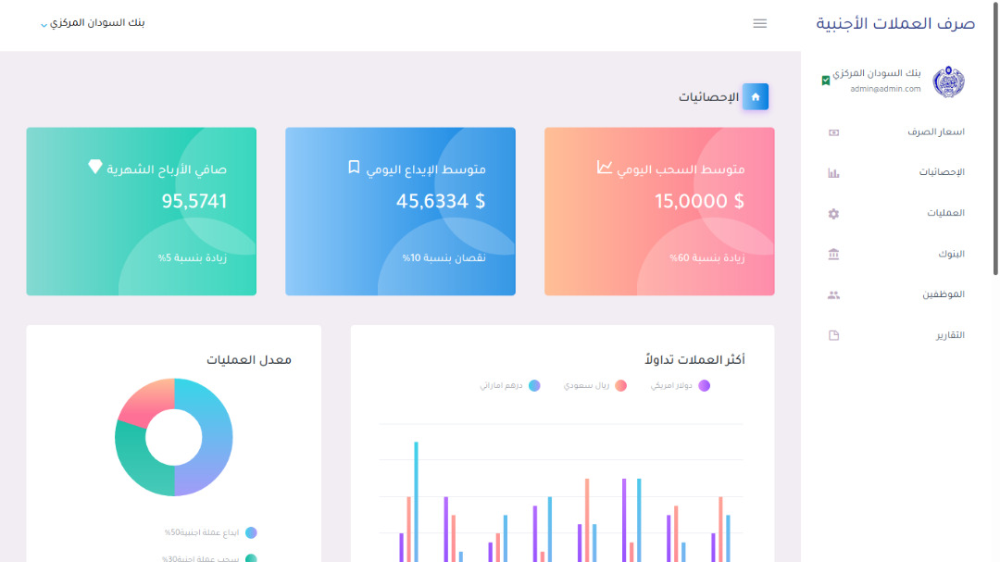 صرف العملات الأجنبية
بنك السودان المركزي
بنك السودان المركزي
admin@admin.com
اسعار الصرف
الإحصائيات
العمليات
البنوك
الموظفين
التقارير
الإحصائيات
متوسط السحب اليومي
15,0000 $
زيادة بنسبة 60%
متوسط الإيداع اليومي
45,6334 $
نقصان بنسبة 10%
صافي الأرباح الشهرية
95,5741
زيادة بنسبة 5%
أكثر العملات تداولاً
دولار امريكي
ريال سعودي
درهم اماراتي
معدل العمليات
ايداع عملة اجنبية50%
سحب عملة اجنبية30%